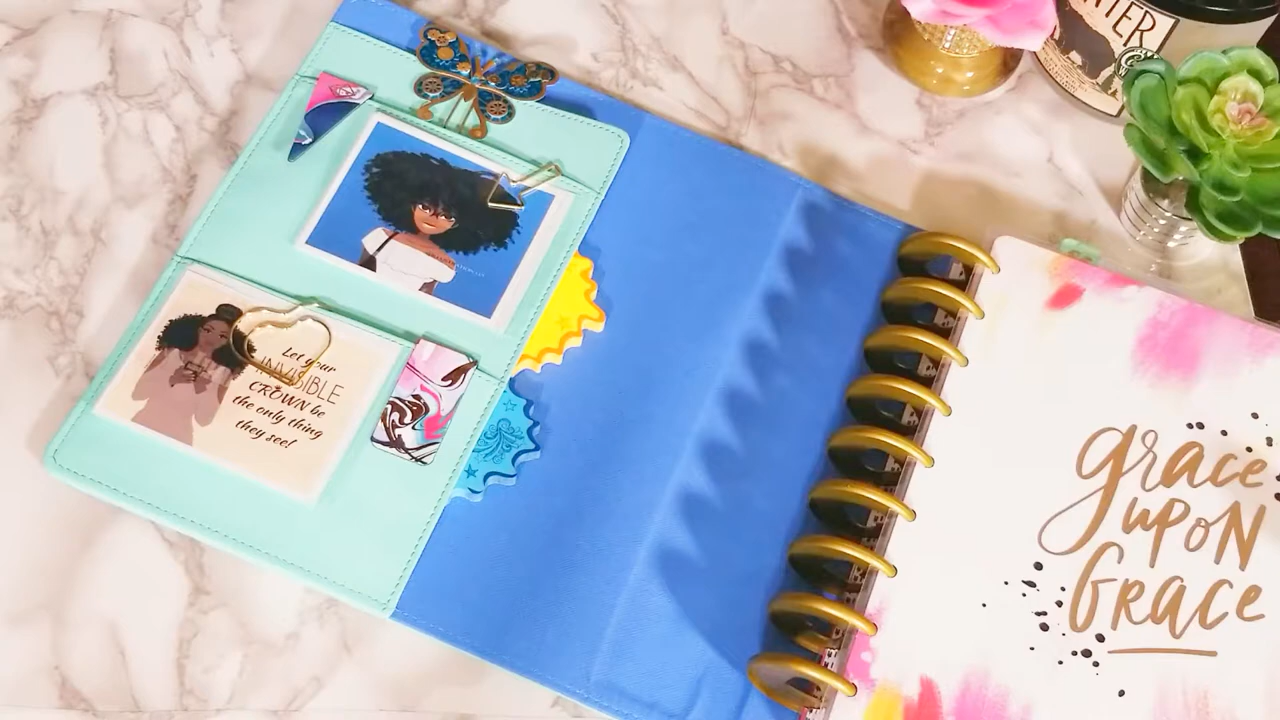 Let your
INVISIBLE
CROWN be
the only thing
they see!
grace
upon
Grace